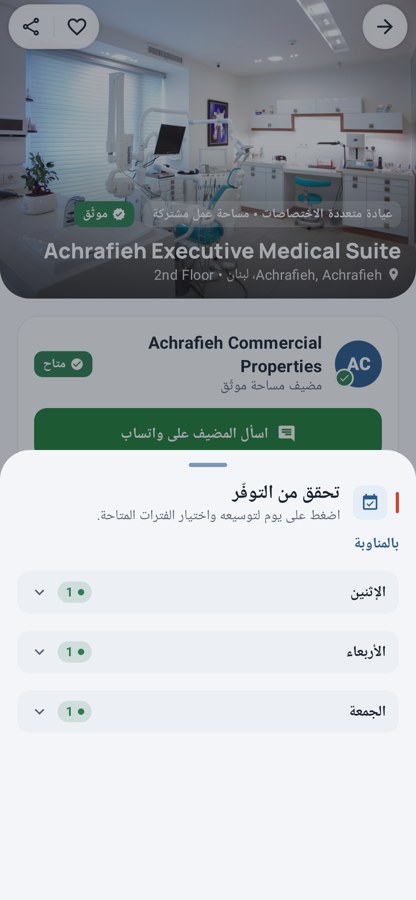 عيادة متعددة الاختصاصات • مساحة عمل مشتركة
موثّق
Achrafieh Executive Medical Suite
Achrafieh, Achrafieh، لبنان • 2nd Floor
AC
Achrafieh Commercial
Properties
مضيف مساحة موثّق
متاح
اسأل المضيف على واتساب
تحقق من التوفّر
اضغط على يوم لتوسيعه واختيار الفترات المتاحة.
بالمناوبة
الإثنين
1
الأربعاء
1
الجمعة
1